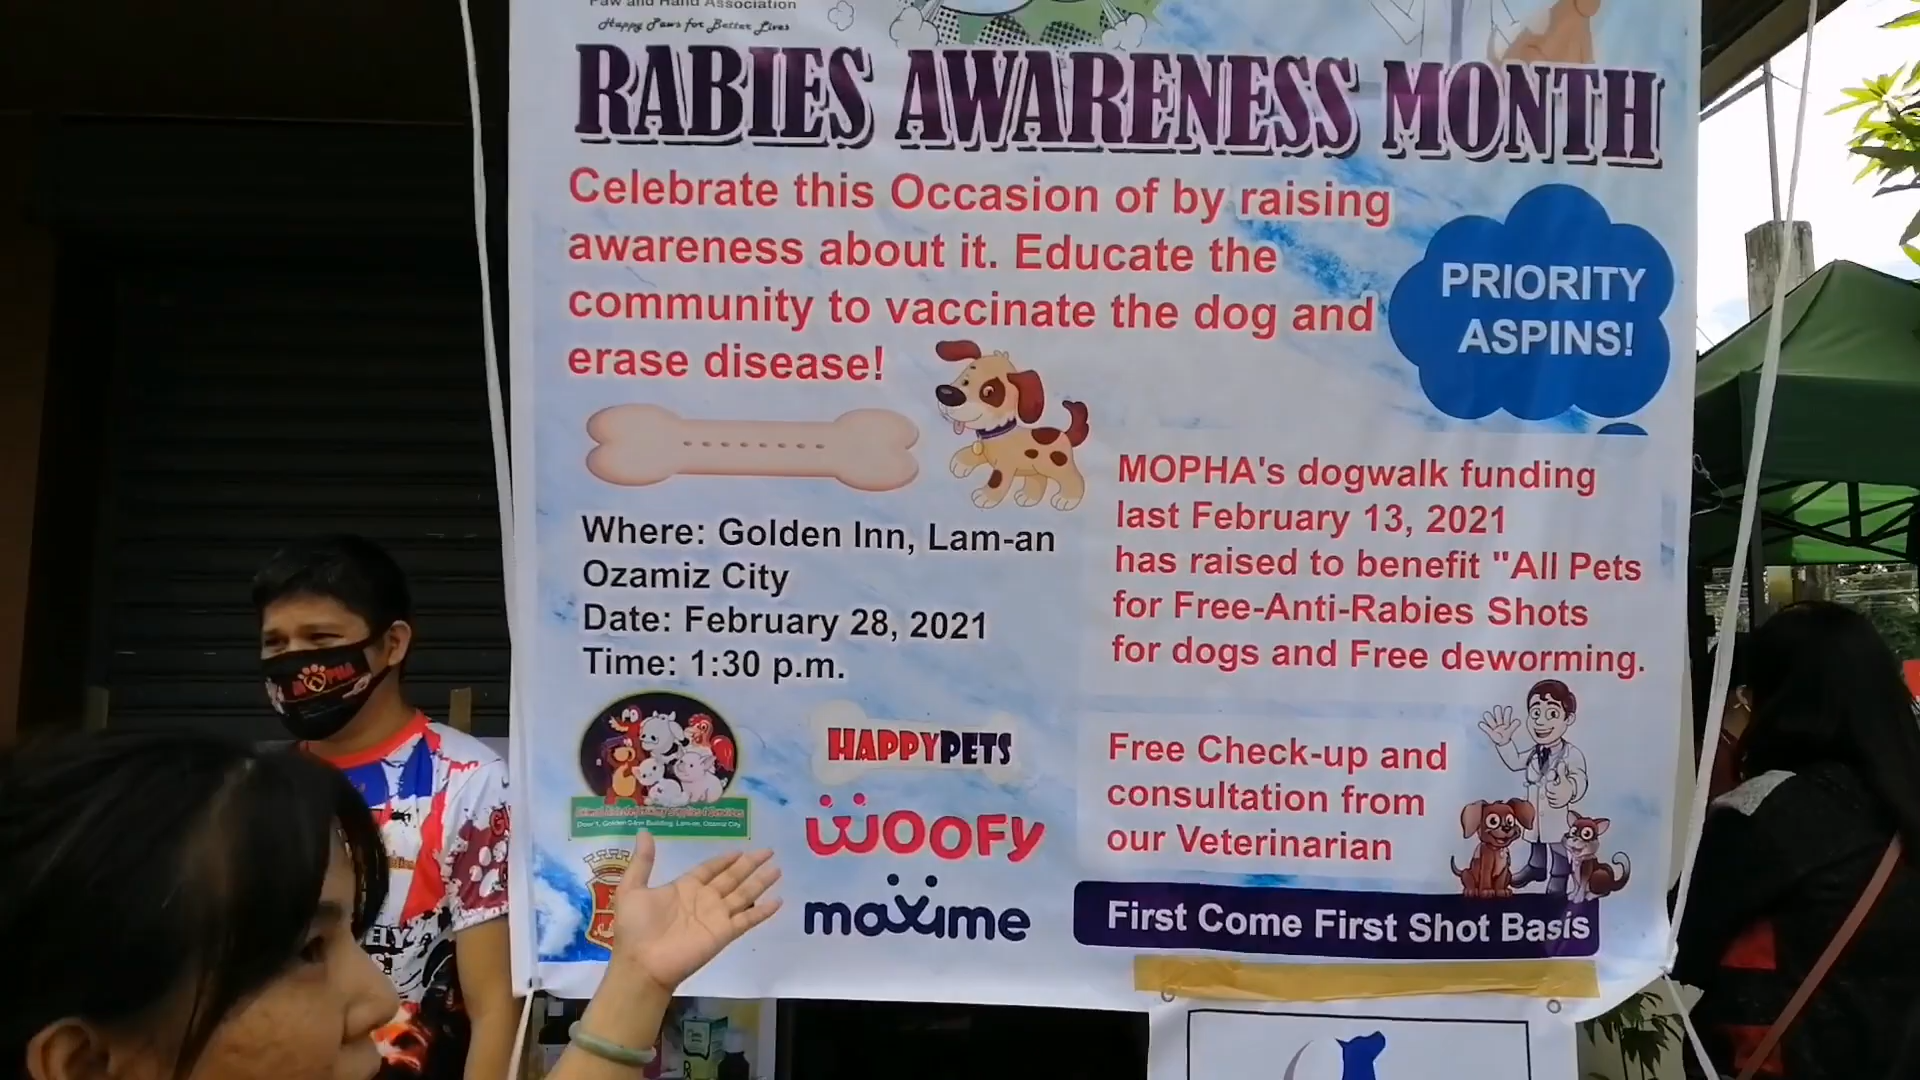 Paw and Hand Association
Happy Paws for Better Lives
RABIES AWARENESS MONTH
Celebrate this Occasion of by raising
awareness about it. Educate the
community to vaccinate the dog and
erase disease!
PRIORITY
ASPINS!
Where: Golden Inn, Lam-an
Ozamiz City
Date: February 28, 2021
Time: 1:30 p.m.
MOPHA's dogwalk funding
last February 13, 2021
has raised to benefit "All Pets
for Free-Anti-Rabies Shots
for dogs and Free deworming.
Free Check-up and
consultation from
our Veterinarian
First Come First Shot Basis
HAPPYPETS
WOOFY
maxime
MOPHA